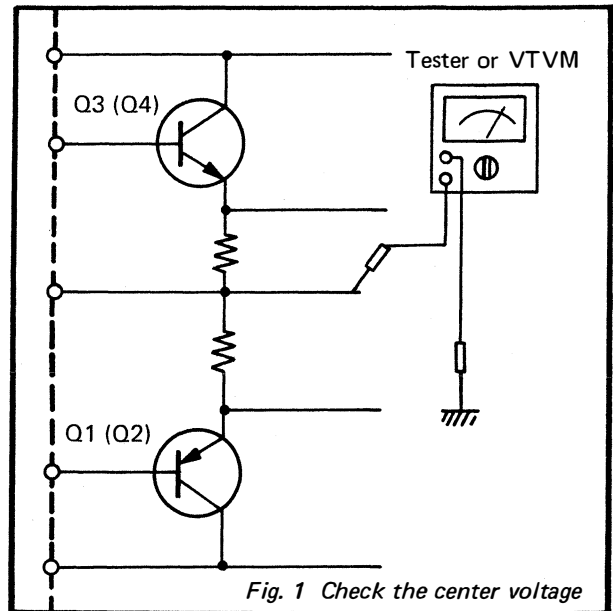 Tester or VTVM
Q3 (Q4)
Q1 (Q2)
Fig. 1 Check the center voltage